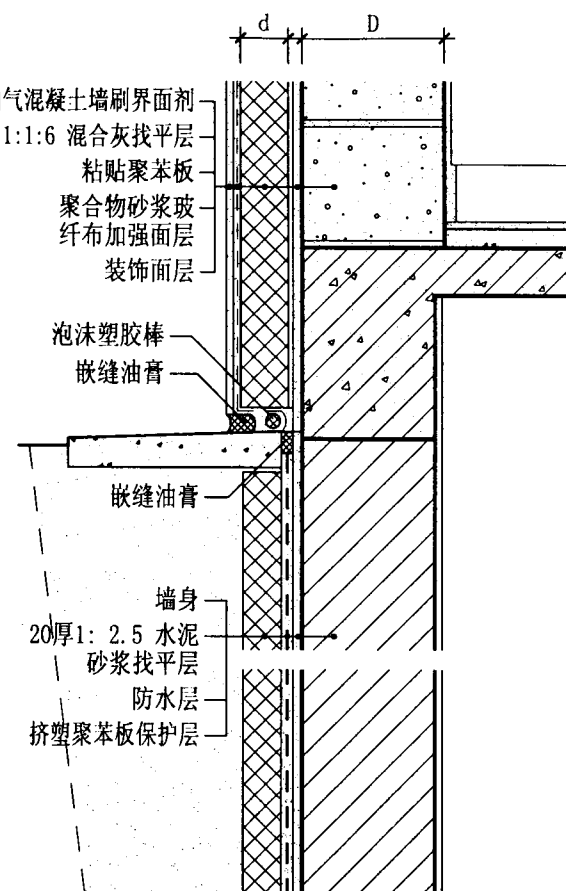 d D
气混凝土墙刷界面剂
1:1:6 混合灰找平层
粘贴聚苯板
聚合物砂浆玻
纤布加强面层
装饰面层
泡沫塑胶棒
嵌缝油膏
嵌缝油膏
墙身
20厚1: 2.5 水泥
砂浆找平层
防水层
挤塑聚苯板保护层